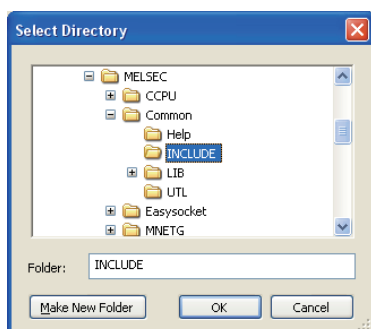 Select Directory
MELSEC
CCPU
Common
Help
INCLUDE
LIB
UTL
Easysocket
MNETG
Folder: INCLUDE
Make New Folder OK Cancel